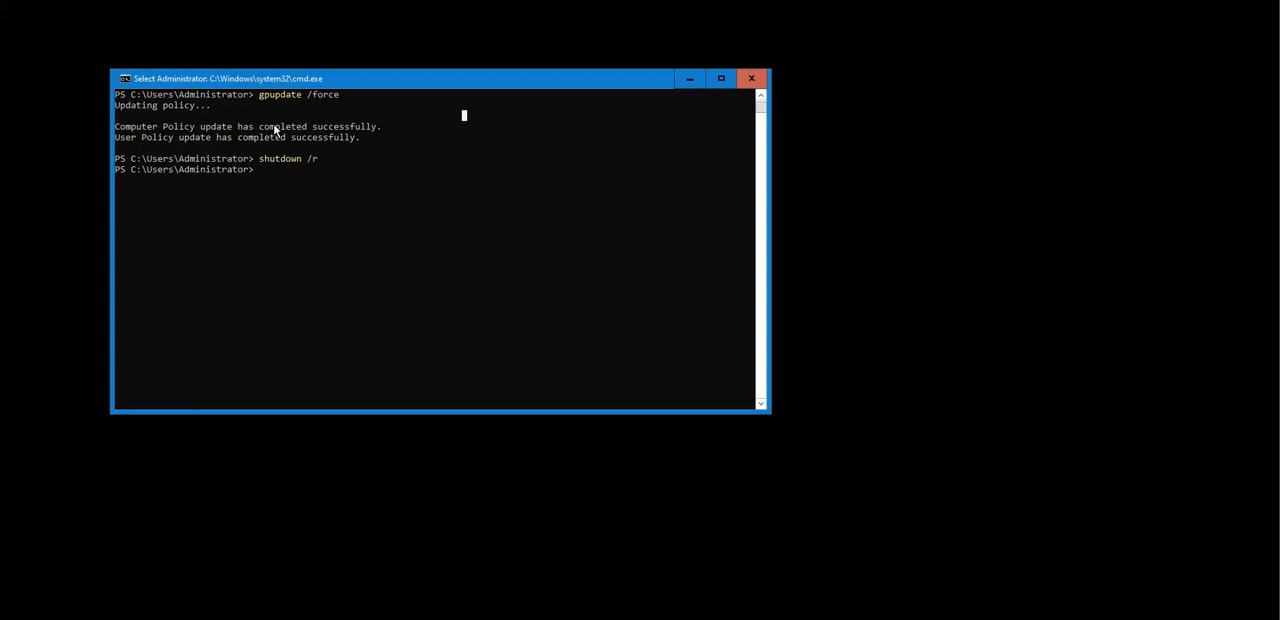 Select Administrator: C:\Windows\system32\cmd.exe
PS C:\Users\Administrator> gpupdate /force
Updating policy...
Computer Policy update has completed successfully.
User Policy update has completed successfully.
PS C:\Users\Administrator> shutdown /r
PS C:\Users\Administrator>